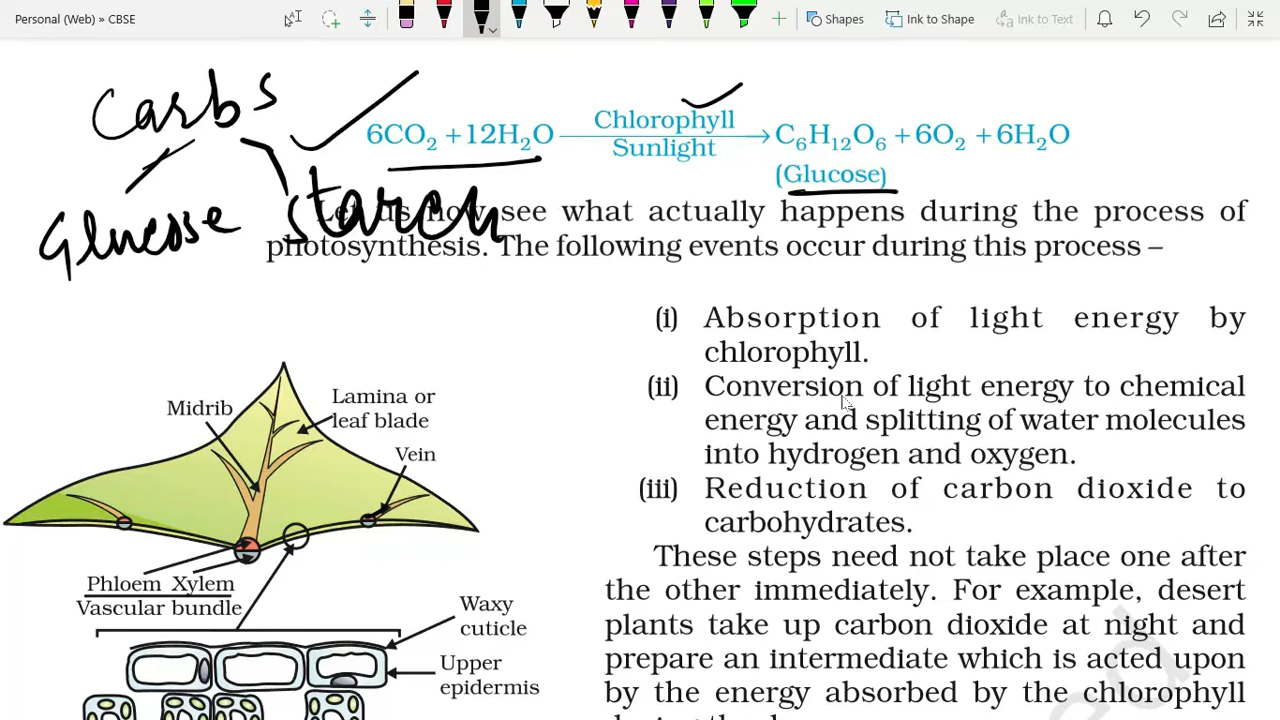 Personal (Web) » CBSE
Shapes
Ink to Shape
Ink to Text
Carbs
Glucose
starch
6CO₂ + 12H₂O Chlorophyll Sunlight → C₆H₁₂O₆ + 6O₂ + 6H₂O
(Glucose)
Let us now see what actually happens during the process of
photosynthesis. The following events occur during this process –
(i) Absorption of light energy by
chlorophyll.
(ii) Conversion of light energy to chemical
energy and splitting of water molecules
into hydrogen and oxygen.
(iii) Reduction of carbon dioxide to
carbohydrates.
These steps need not take place one after
the other immediately. For example, desert
plants take up carbon dioxide at night and
prepare an intermediate which is acted upon
by the energy absorbed by the chlorophyll
Midrib
Lamina or
leaf blade
Vein
Phloem Xylem
Vascular bundle
Waxy
cuticle
Upper
epidermis